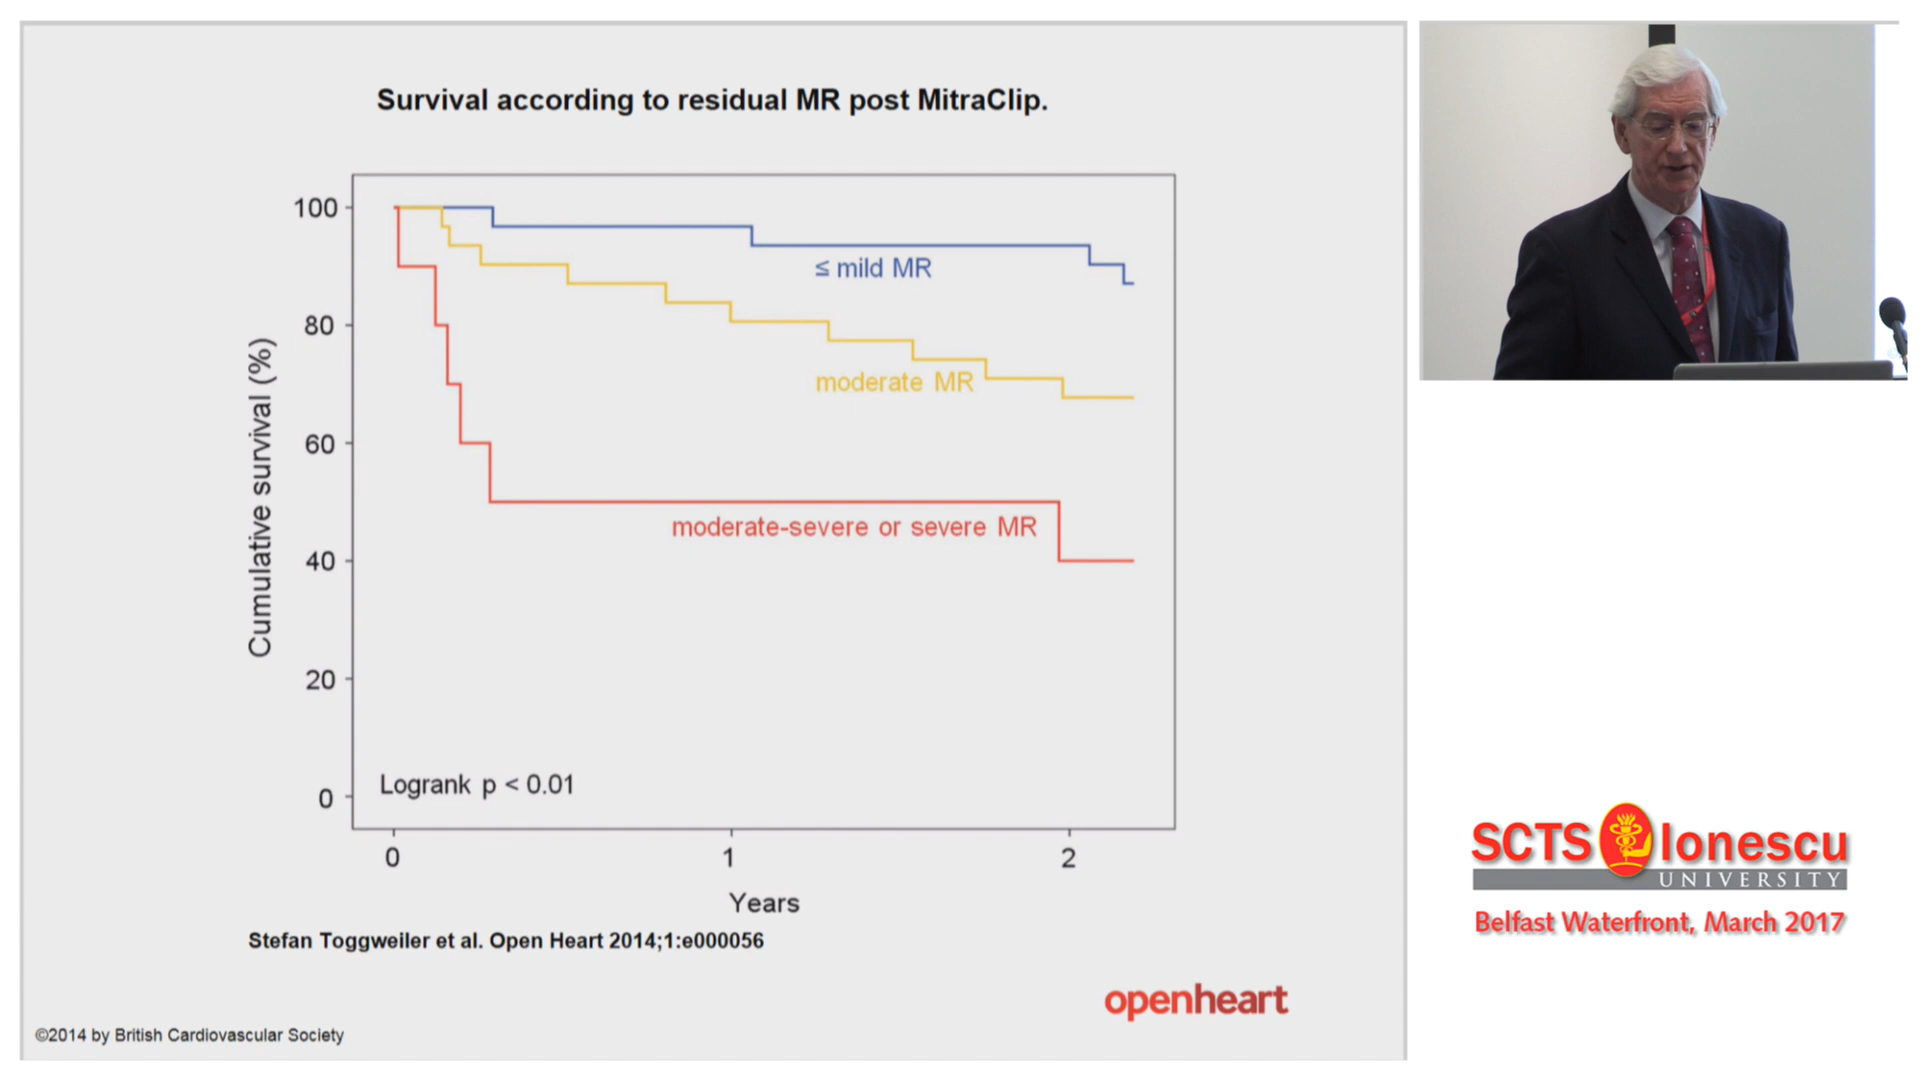 Survival according to residual MR post MitraClip.
100
80
60
40
20
0
Cumulative survival (%)
≤ mild MR
moderate MR
moderate-severe or severe MR
Logrank p < 0.01
0 1 2
Years
Stefan Toggweiler et al. Open Heart 2014;1:e000056
openheart
©2014 by British Cardiovascular Society
SCTS Ionescu
UNIVERSITY
Belfast Waterfront, March 2017